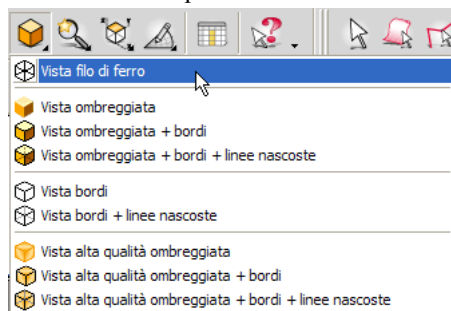 Vista filo di ferro
Vista ombreggiata
Vista ombreggiata + bordi
Vista ombreggiata + bordi + linee nascoste
Vista bordi
Vista bordi + linee nascoste
Vista alta qualità ombreggiata
Vista alta qualità ombreggiata + bordi
Vista alta qualità ombreggiata + bordi + linee nascoste